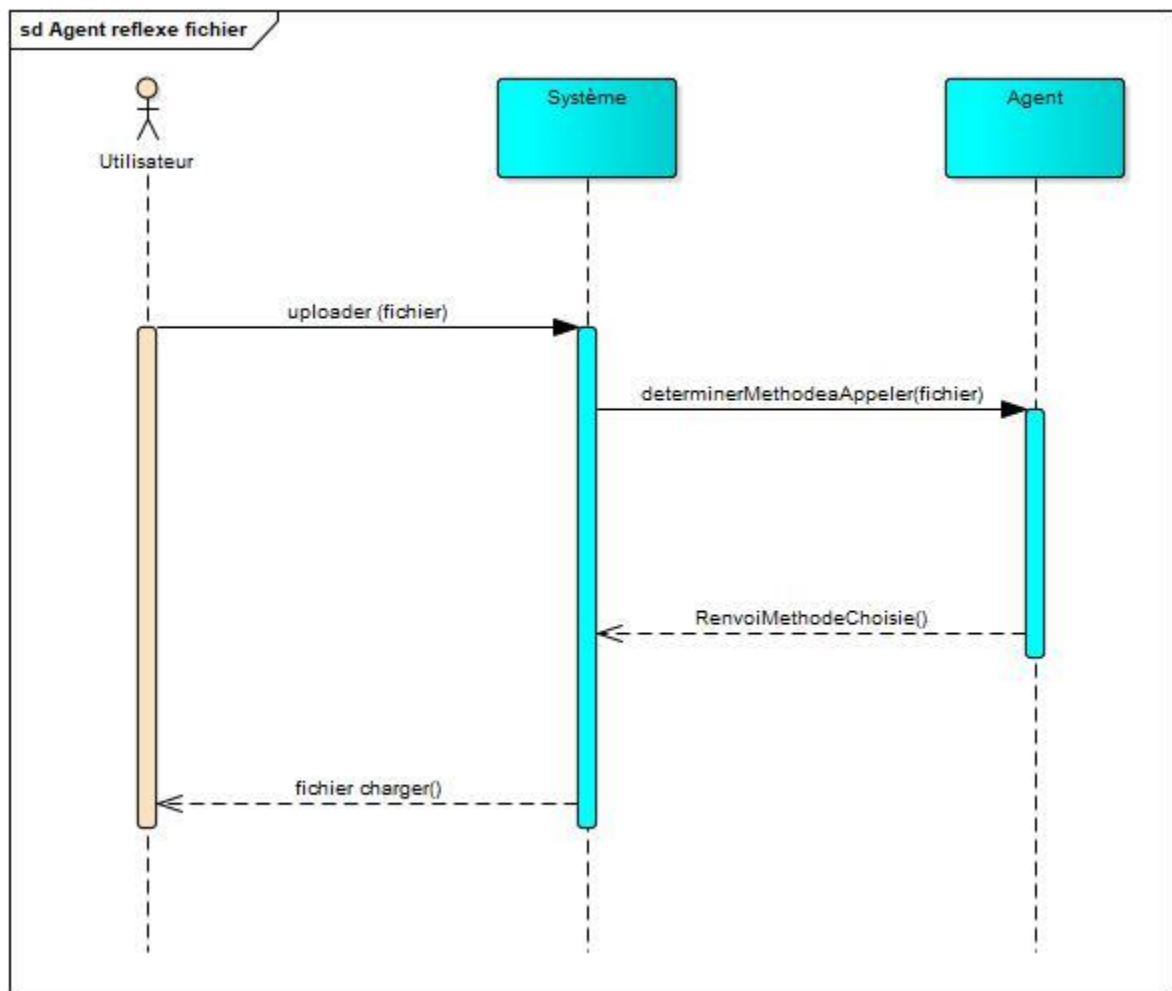 sd Agent reflexe fichier
Utilisateur
Système
Agent
uploader (fichier)
determinerMethodeaAppeler(fichier)
RenvoiMethodeChoisie()
fichier charger()